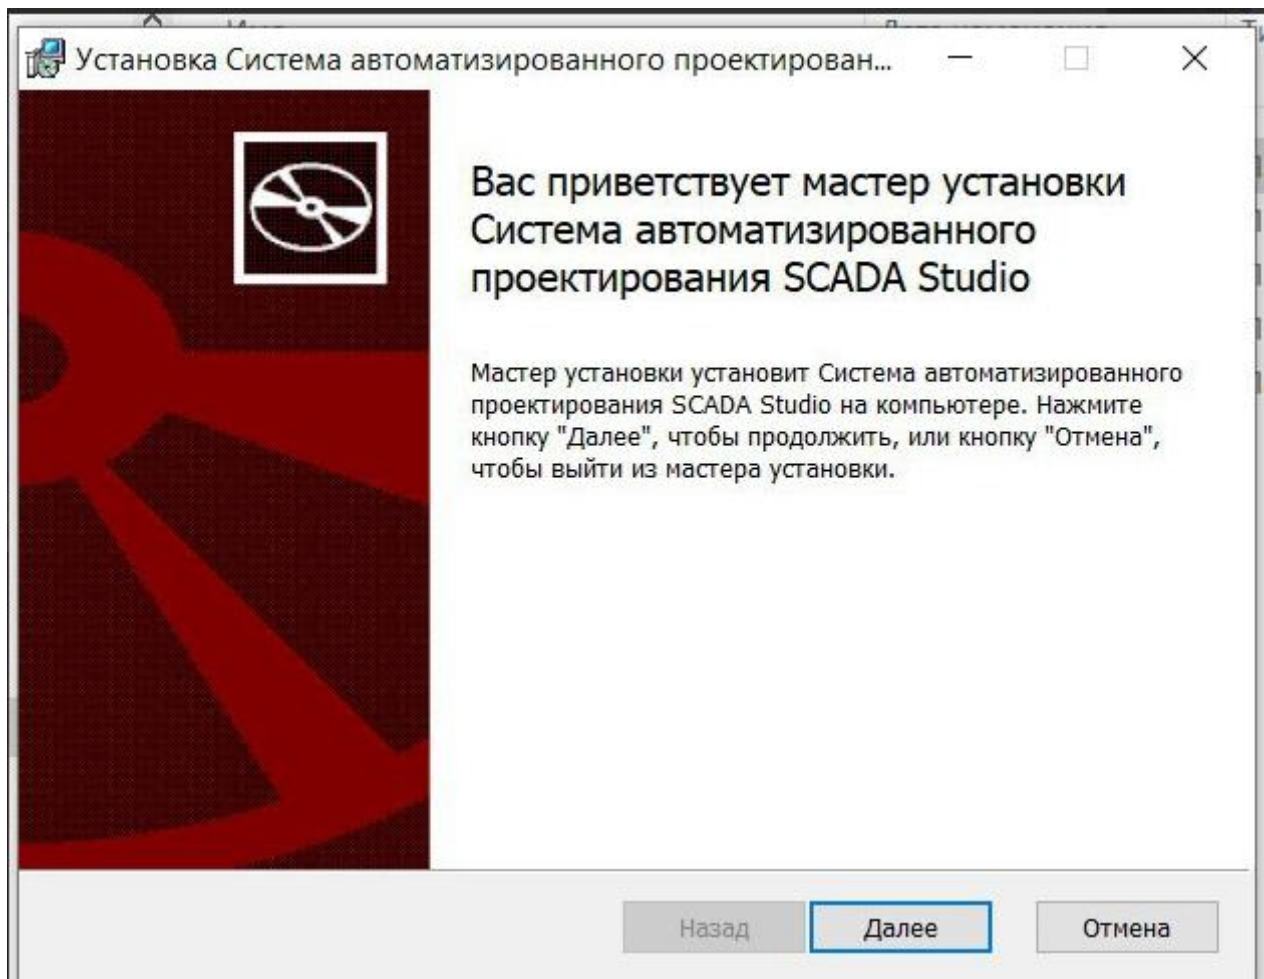 Установка Система автоматизированного проектирован...
Вас приветствует мастер установки
Система автоматизированного
проектирования SCADA Studio
Мастер установки установит Система автоматизированного
проектирования SCADA Studio на компьютере. Нажмите
кнопку "Далее", чтобы продолжить, или кнопку "Отмена",
чтобы выйти из мастера установки.
Назад
Далее
Отмена